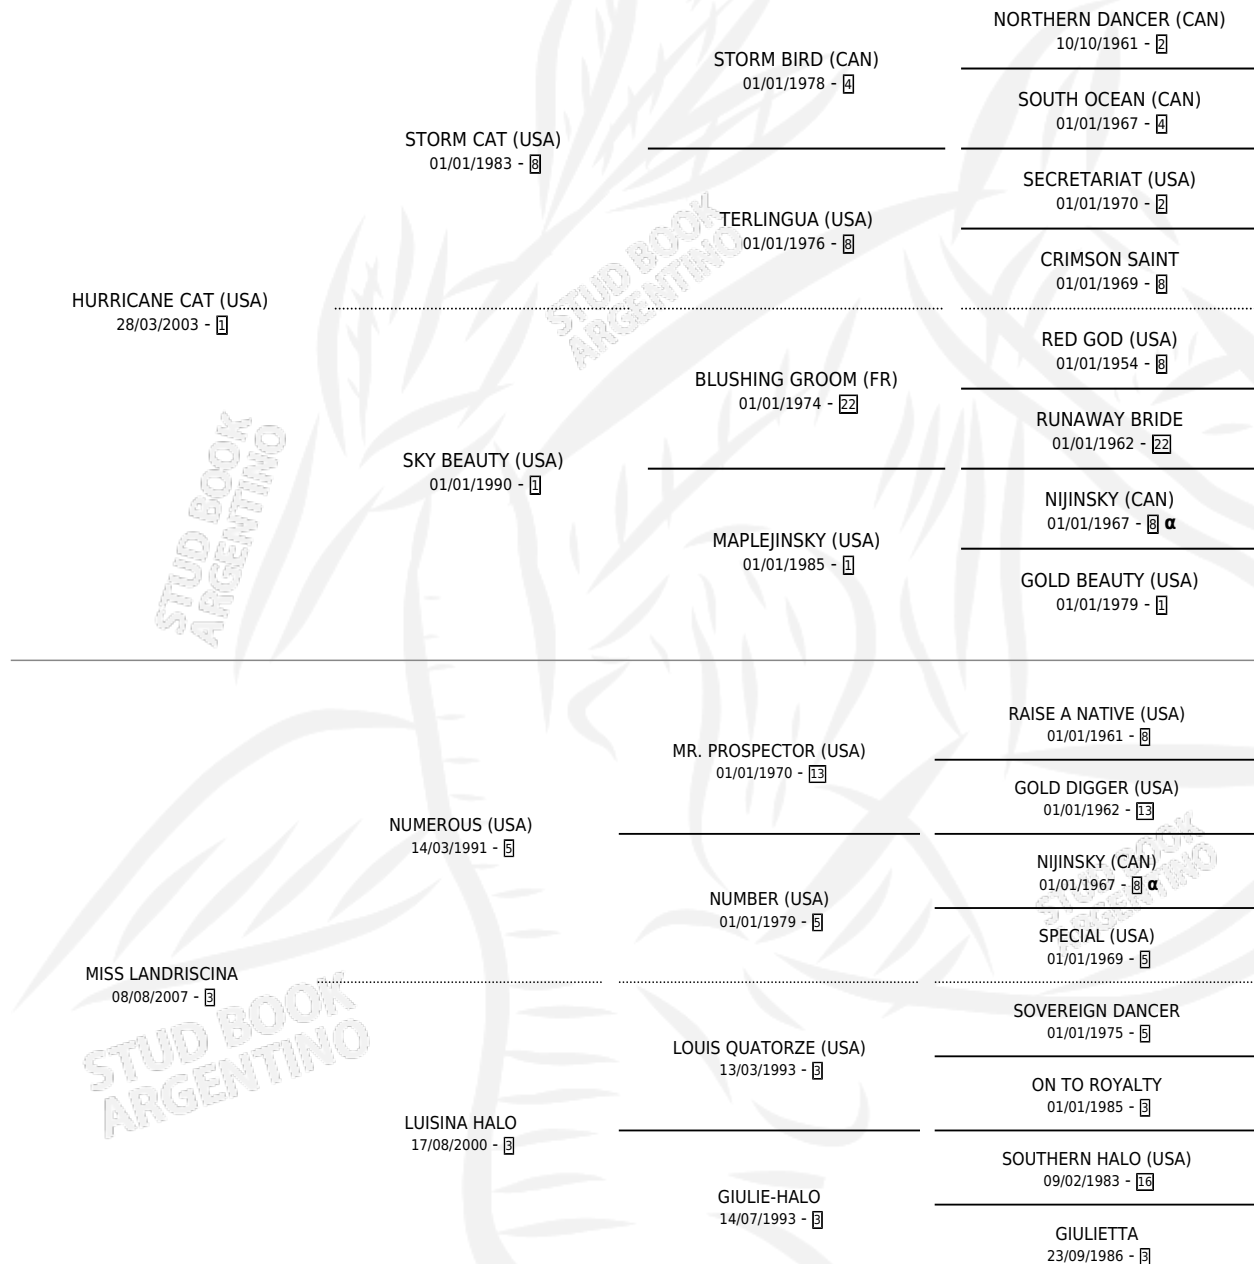 NORTHERN DANCER (CAN)
10/10/1961 - 2
STORM BIRD (CAN)
01/01/1978 - 4
SOUTH OCEAN (CAN)
01/01/1967 - 4
STORM CAT (USA)
01/01/1983 - 8
SECRETARIAT (USA)
01/01/1970 - 2
TERLINGUA (USA)
01/01/1976 - 8
CRIMSON SAINT
01/01/1969 - 8
STUD BOOK
ARGENTINO
HURRICANE CAT (USA)
28/03/2003 - 1
RED GOD (USA)
01/01/1954 - 8
BLUSHING GROOM (FR)
01/01/1974 - 22
RUNAWAY BRIDE
01/01/1962 - 22
SKY BEAUTY (USA)
01/01/1990 - 1
NIJINSKY (CAN)
01/01/1967 - 8 α
MAPLEJINSKY (USA)
01/01/1985 - 1
GOLD BEAUTY (USA)
01/01/1979 - 1
STUD BOOK
ARGENTINO
RAISE A NATIVE (USA)
01/01/1961 - 8
MR. PROSPECTOR (USA)
01/01/1970 - 13
GOLD DIGGER (USA)
01/01/1962 - 13
NUMEROUS (USA)
14/03/1991 - 5
NIJINSKY (CAN)
01/01/1967 - 8 α
NUMBER (USA)
01/01/1979 - 5
SPECIAL (USA)
01/01/1969 - 5
STUD BOOK
ARGENTINO
MISS LANDRISCINA
08/08/2007 - 3
SOVEREIGN DANCER
01/01/1975 - 5
LOUIS QUATORZE (USA)
13/03/1993 - 3
ON TO ROYALTY
01/01/1985 - 3
STUD BOOK
ARGENTINO
LUISINA HALO
17/08/2000 - 3
SOUTHERN HALO (USA)
09/02/1983 - 16
GIULIE-HALO
14/07/1993 - 3
GIULIETTA
23/09/1986 - 3